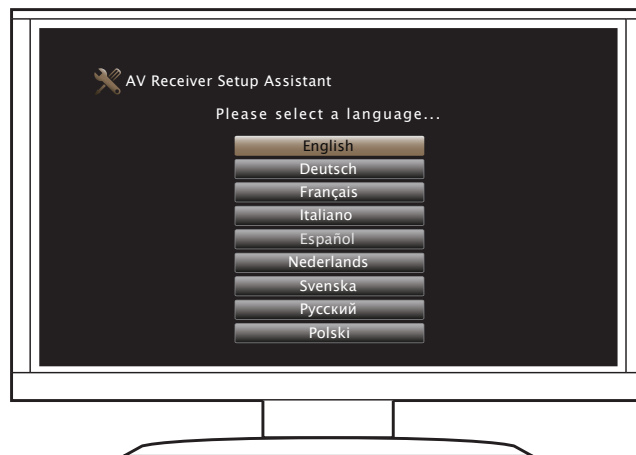 AV Receiver Setup Assistant
Please select a language...
English
Deutsch
Français
Italiano
Español
Nederlands
Svenska
Русский
Polski